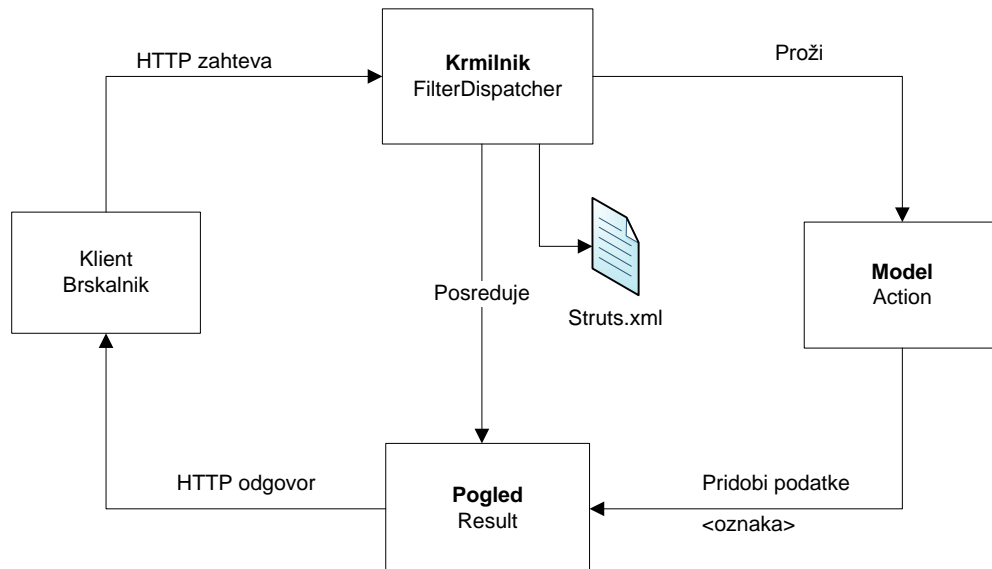 HTTP zahteva
Krmilnik
FilterDispatcher
Proži
Klient
Brskalnik
Posreduje
Struts.xml
Model
Action
HTTP odgovor
Pogled
Result
Pridobi podatke
<oznaka>